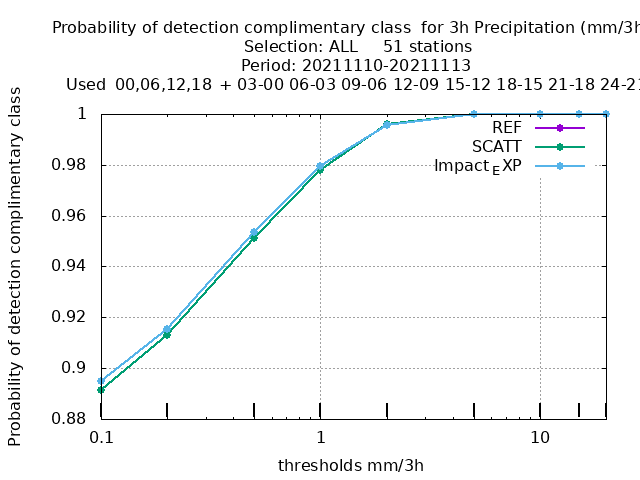 Probability of detection complimentary class  for 3h Precipitation (mm/3h
Selection: ALL     51 stations
Period: 20211110-20211113
Used  00,06,12,18  + 03-00 06-03 09-06 12-09  15-12  18-15  21-18  24-21
Probability of detection complimentary class
1
0.98
0.96
0.94
0.92
0.9
0.88
REF
SCATT
Impact_EXP
0.1
1
10
thresholds mm/3h